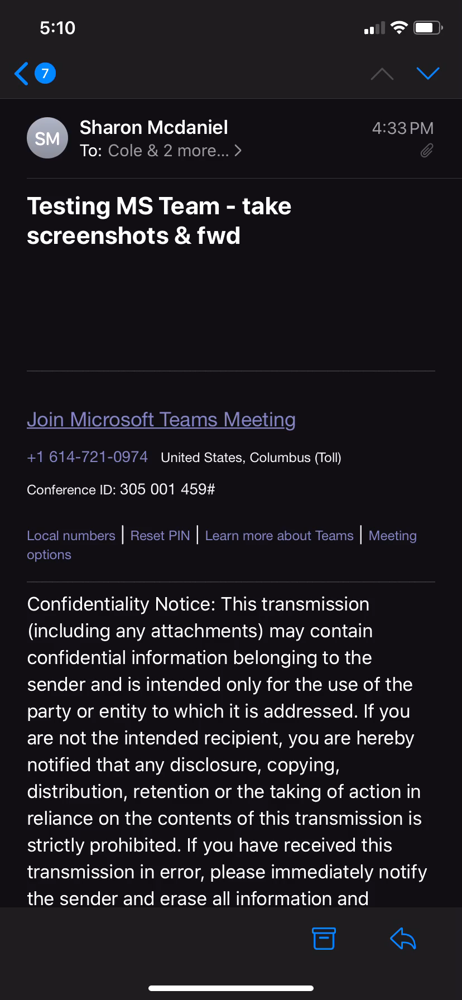 5:10
7
SM
Sharon Mcdaniel
4:33 PM
To: Cole & 2 more...
Testing MS Team - take
screenshots & fwd
Join Microsoft Teams Meeting
+1 614-721-0974 United States, Columbus (Toll)
Conference ID: 305 001 459#
Local numbers | Reset PIN | Learn more about Teams | Meeting
options
Confidentiality Notice: This transmission
(including any attachments) may contain
confidential information belonging to the
sender and is intended only for the use of the
party or entity to which it is addressed. If you
are not the intended recipient, you are hereby
notified that any disclosure, copying,
distribution, retention or the taking of action in
reliance on the contents of this transmission is
strictly prohibited. If you have received this
transmission in error, please immediately notify
the sender and erase all information and